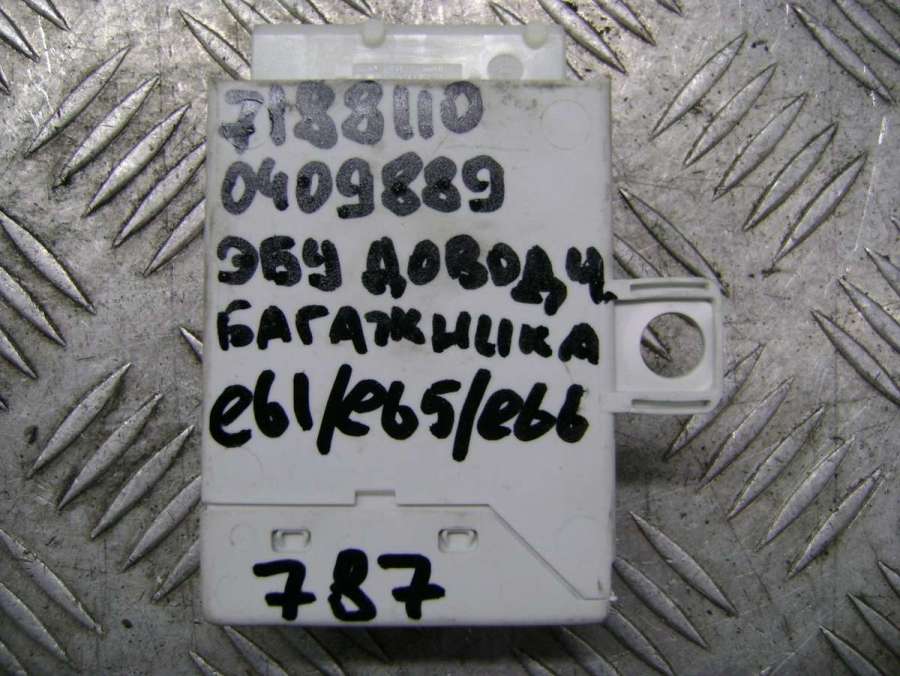 7188110
0409889
ЭБУ ДОВОДЧ.
БАГАЖНИКА
e61/e65/e66
787